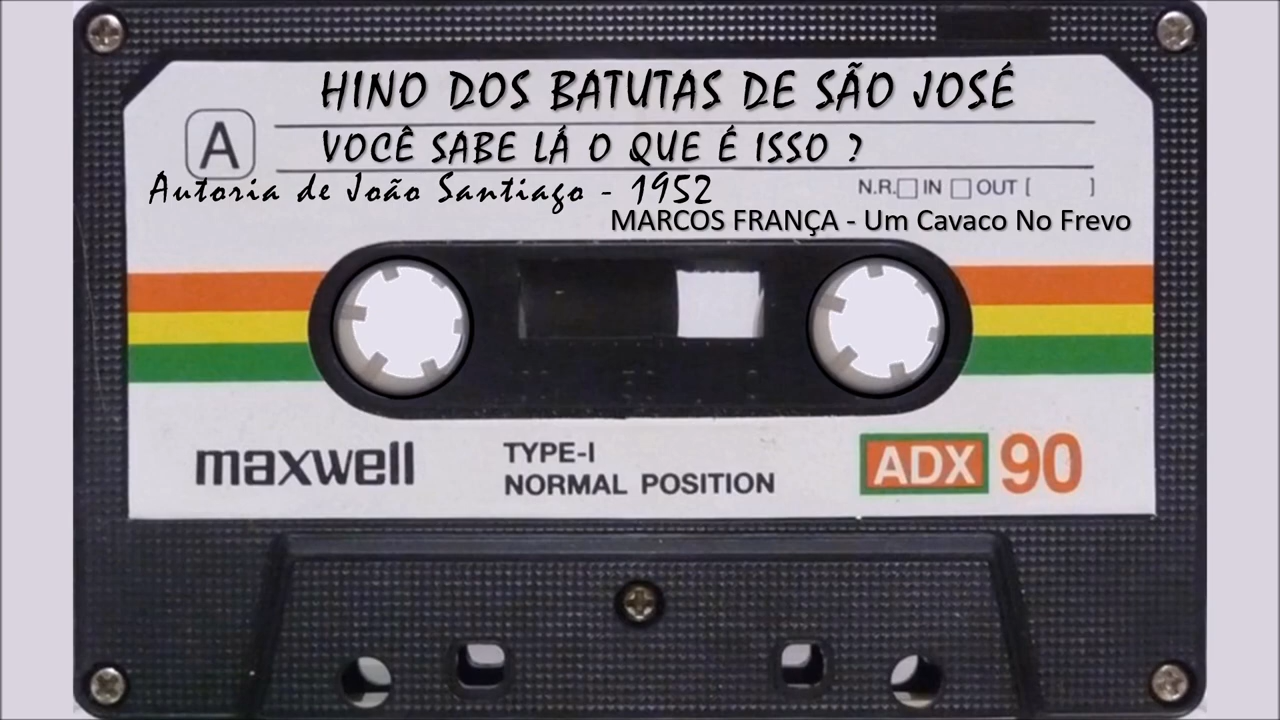 HINO DOS BATUTAS DE SÃO JOSÉ
A
VOCÊ SABE LÁ O QUE É ISSO ?
Autoria de João Santiago - 1952
N.R. IN OUT [ ]
MARCOS FRANÇA - Um Cavaco No Frevo
maxwell
TYPE-I
NORMAL POSITION
ADX 90